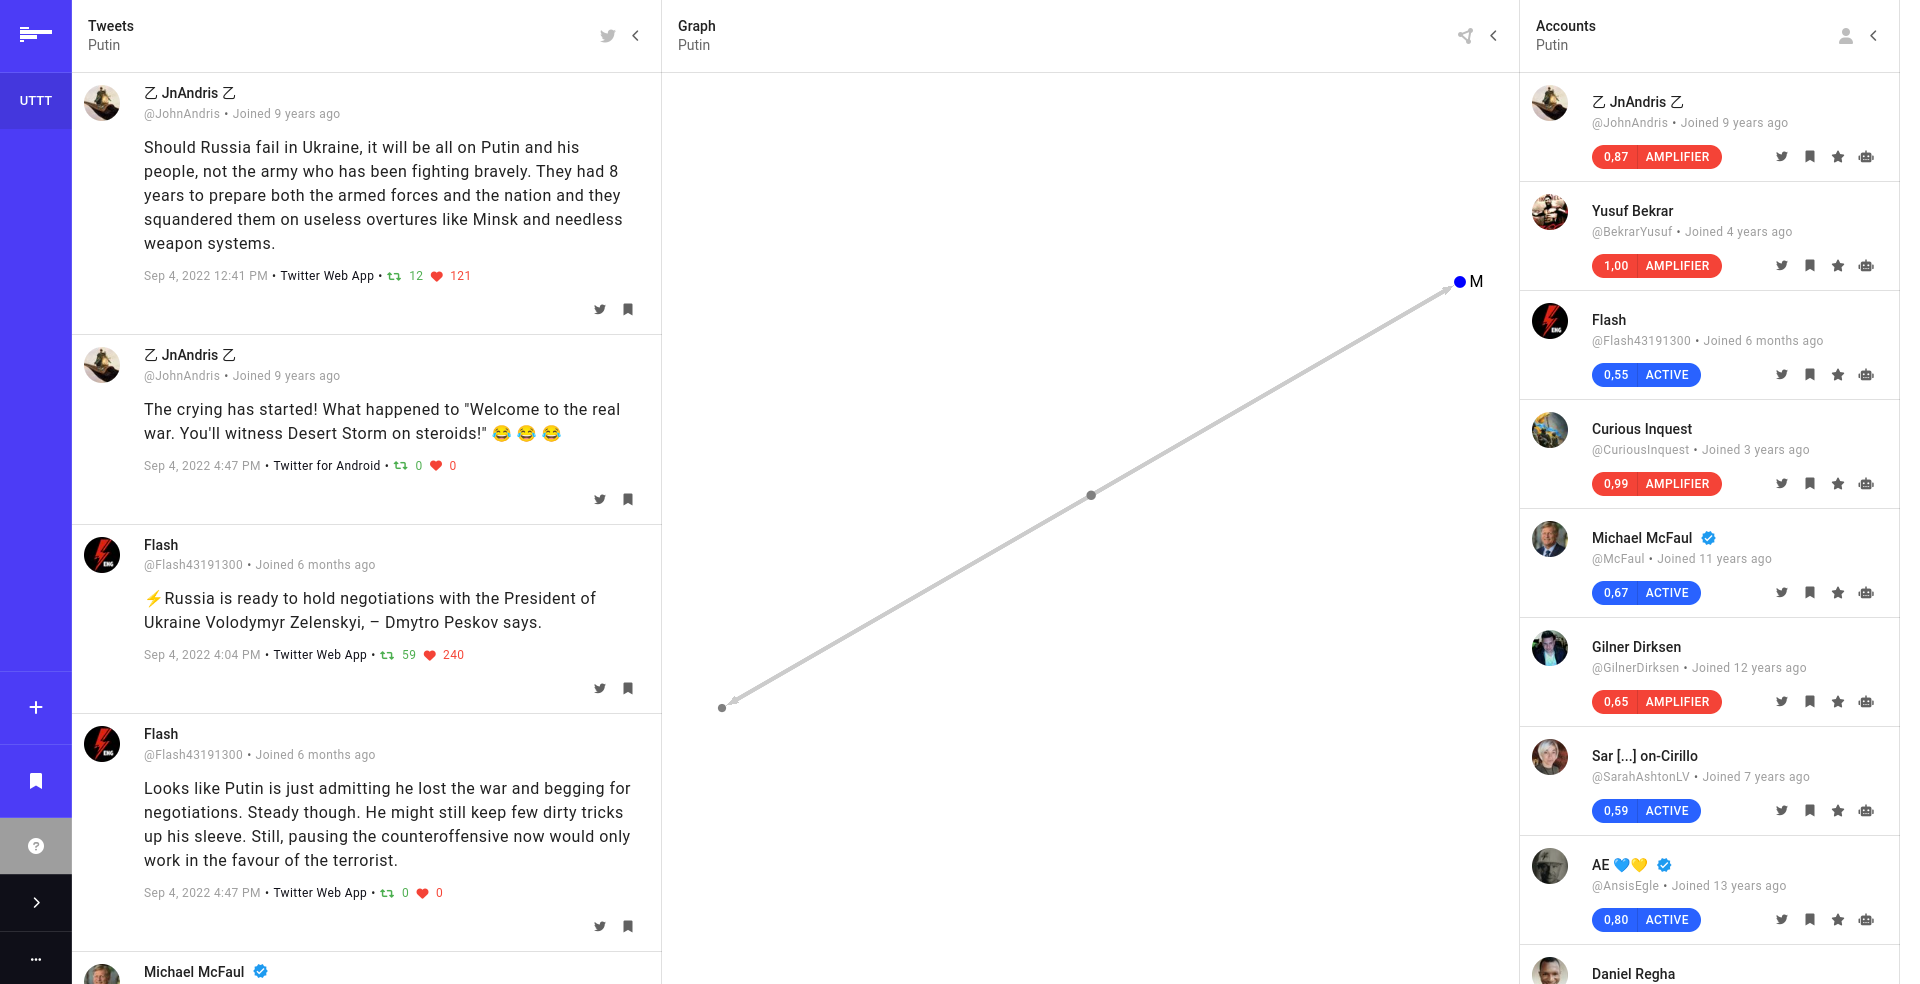 UTTT
Tweets
Putin
乙 JnAndris 乙
@JohnAndris • Joined 9 years ago
Should Russia fail in Ukraine, it will be all on Putin and his
people, not the army who has been fighting bravely. They had 8
years to prepare both the armed forces and the nation and they
squandered them on useless overtures like Minsk and needless
weapon systems.
Sep 4, 2022 12:41 PM • Twitter Web App • 12 121
乙 JnAndris 乙
@JohnAndris • Joined 9 years ago
The crying has started! What happened to "Welcome to the real
war. You'll witness Desert Storm on steroids!" 😂 😂 😂
Sep 4, 2022 4:47 PM • Twitter for Android • 0 0
Flash
@Flash43191300 • Joined 6 months ago
⚡Russia is ready to hold negotiations with the President of
Ukraine Volodymyr Zelenskyi, – Dmytro Peskov says.
Sep 4, 2022 4:04 PM • Twitter Web App • 59 240
Flash
@Flash43191300 • Joined 6 months ago
Looks like Putin is just admitting he lost the war and begging for
negotiations. Steady though. He might still keep few dirty tricks
up his sleeve. Still, pausing the counteroffensive now would only
work in the favour of the terrorist.
Sep 4, 2022 4:47 PM • Twitter Web App • 0 0
Michael McFaul
Graph
Putin
M
Accounts
Putin
乙 JnAndris 乙
@JohnAndris • Joined 9 years ago
0,87 AMPLIFIER
Yusuf Bekrar
@BekrarYusuf • Joined 4 years ago
1,00 AMPLIFIER
Flash
@Flash43191300 • Joined 6 months ago
0,55 ACTIVE
Curious Inquest
@CuriousInquest • Joined 3 years ago
0,99 AMPLIFIER
Michael McFaul
@McFaul • Joined 11 years ago
0,67 ACTIVE
Gilner Dirksen
@GilnerDirksen • Joined 12 years ago
0,65 AMPLIFIER
Sar [...] on-Cirillo
@SarahAshtonLV • Joined 7 years ago
0,59 ACTIVE
AE 💙💛
@AnsisEgle • Joined 13 years ago
0,80 ACTIVE
Daniel Regha